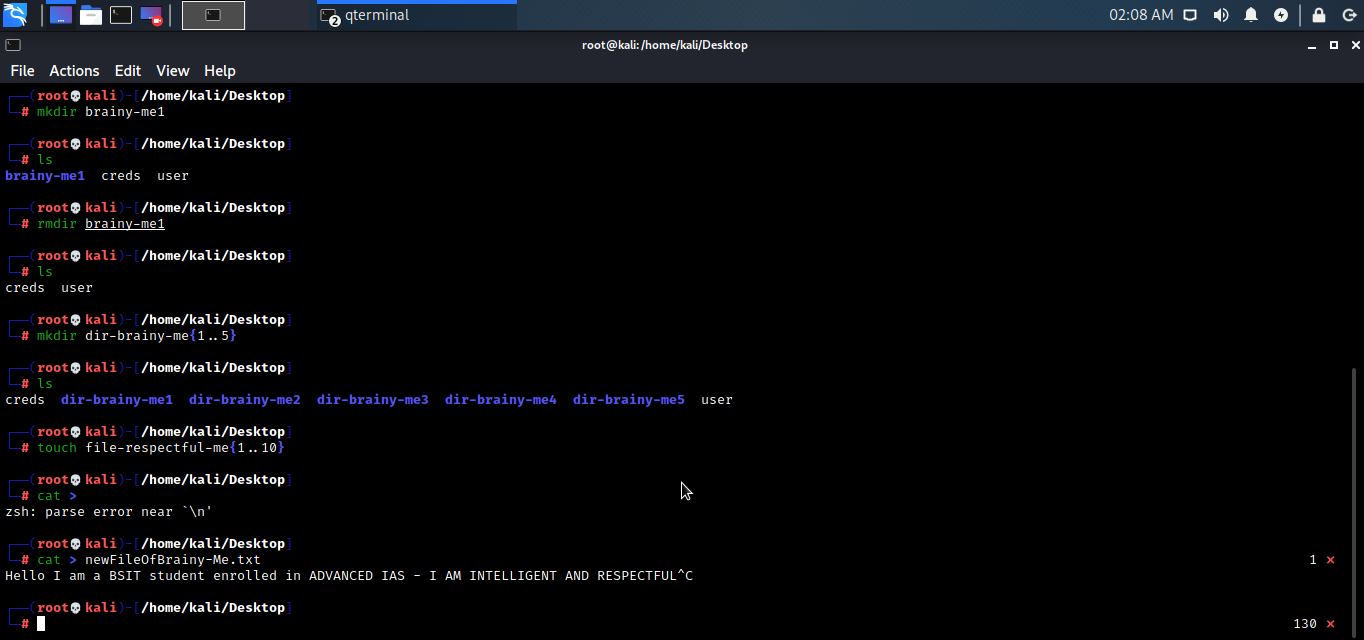 2 qterminal 02:08 AM
root@kali: /home/kali/Desktop
File Actions Edit View Help
┌──(root💀kali)-[/home/kali/Desktop]
└─# mkdir brainy-me1
┌──(root💀kali)-[/home/kali/Desktop]
└─# ls
brainy-me1 creds user
┌──(root💀kali)-[/home/kali/Desktop]
└─# rmdir brainy-me1
┌──(root💀kali)-[/home/kali/Desktop]
└─# ls
creds user
┌──(root💀kali)-[/home/kali/Desktop]
└─# mkdir dir-brainy-me{1..5}
┌──(root💀kali)-[/home/kali/Desktop]
└─# ls
creds dir-brainy-me1 dir-brainy-me2 dir-brainy-me3 dir-brainy-me4 dir-brainy-me5 user
┌──(root💀kali)-[/home/kali/Desktop]
└─# touch file-respectful-me{1..10}
┌──(root💀kali)-[/home/kali/Desktop]
└─# cat >
zsh: parse error near `\n'
┌──(root💀kali)-[/home/kali/Desktop]
└─# cat > newFileOfBrainy-Me.txt 1 ⨯
Hello I am a BSIT student enrolled in ADVANCED IAS - I AM INTELLIGENT AND RESPECTFUL^C
┌──(root💀kali)-[/home/kali/Desktop]
└─# 130 ⨯